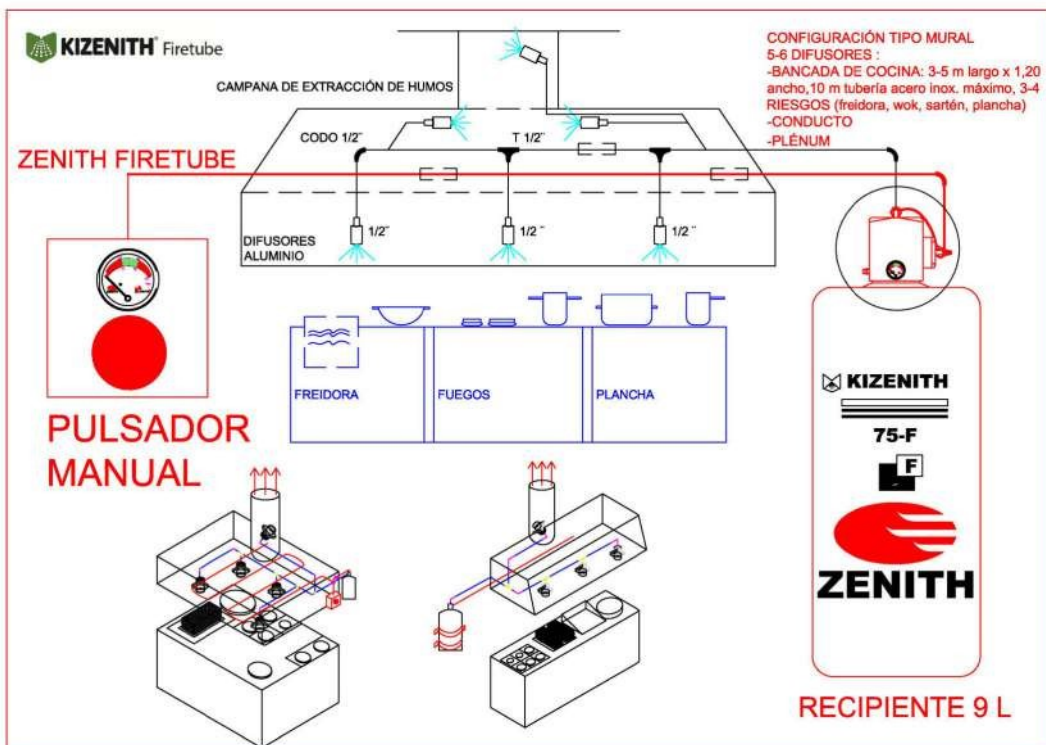 KIZENITH® Firetube
CONFIGURACIÓN TIPO MURAL
5-6 DIFUSORES :
-BANCADA DE COCINA: 3-5 m largo x 1,20
ancho,10 m tubería acero inox. máximo, 3-4
RIESGOS (freidora, wok, sartén, plancha)
-CONDUCTO
-PLÉNUM
CAMPANA DE EXTRACCIÓN DE HUMOS
CODO 1/2¨
T 1/2¨
ZENITH FIRETUBE
1/2¨
1/2¨
1/2¨
DIFUSORES
ALUMINIO
PULSADOR
MANUAL
FREIDORA
FUEGOS
PLANCHA
KIZENITH
75-F
F
ZENITH
RECIPIENTE 9 L